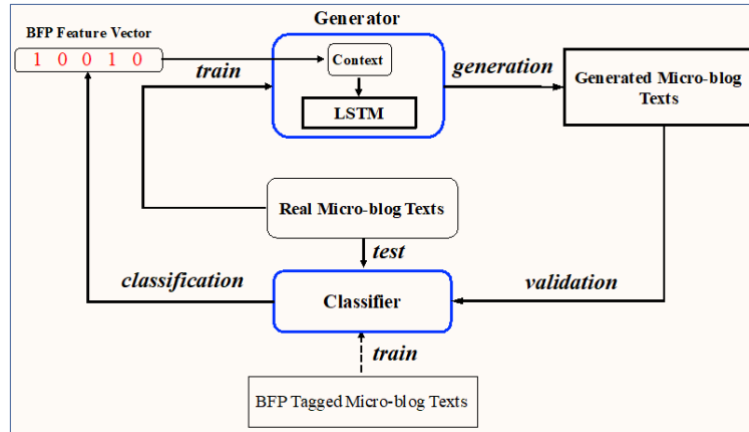 Generator
BFP Feature Vector
1 0 0 1 0
train
Context
LSTM
generation
Generated Micro-blog
Texts
Real Micro-blog Texts
test
classification
Classifier
validation
train
BFP Tagged Micro-blog Texts